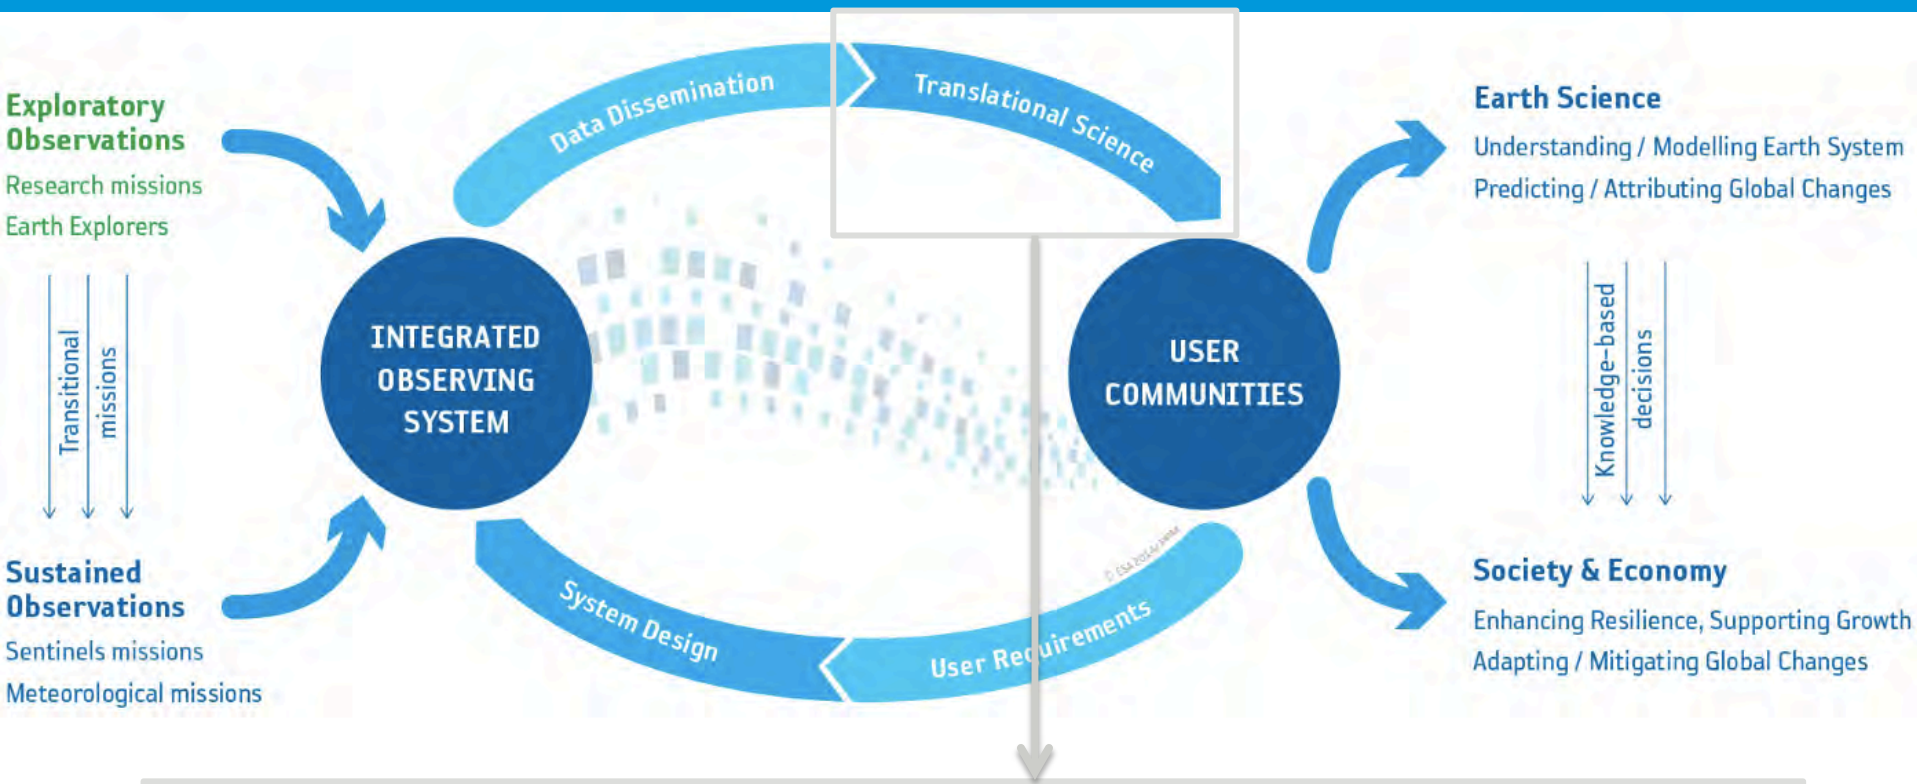 Data Dissemination
Translational Science
Exploratory
Observations
Research missions
Earth Explorers
Transitional
missions
Sustained
Observations
Sentinels missions
Meteorological missions
INTEGRATED
OBSERVING
SYSTEM
USER
COMMUNITIES
System Design
User Requirements
© ESA 2014
Earth Science
Understanding / Modelling Earth System
Predicting / Attributing Global Changes
Knowledge-based
decisions
Society & Economy
Enhancing Resilience, Supporting Growth
Adapting / Mitigating Global Changes